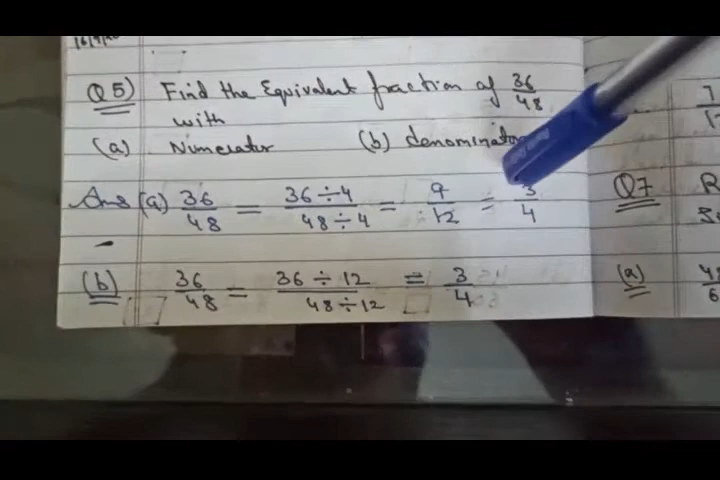 Q5) Find the Equivalent fraction of 36/48
with
(a) Numerator (b) denominator
Ans (a) 36/48 = 36÷4/48÷4 = 9/12 = 3/4
(b) 36/48 = 36÷12/48÷12 = 3/4
Q7 R
(a)